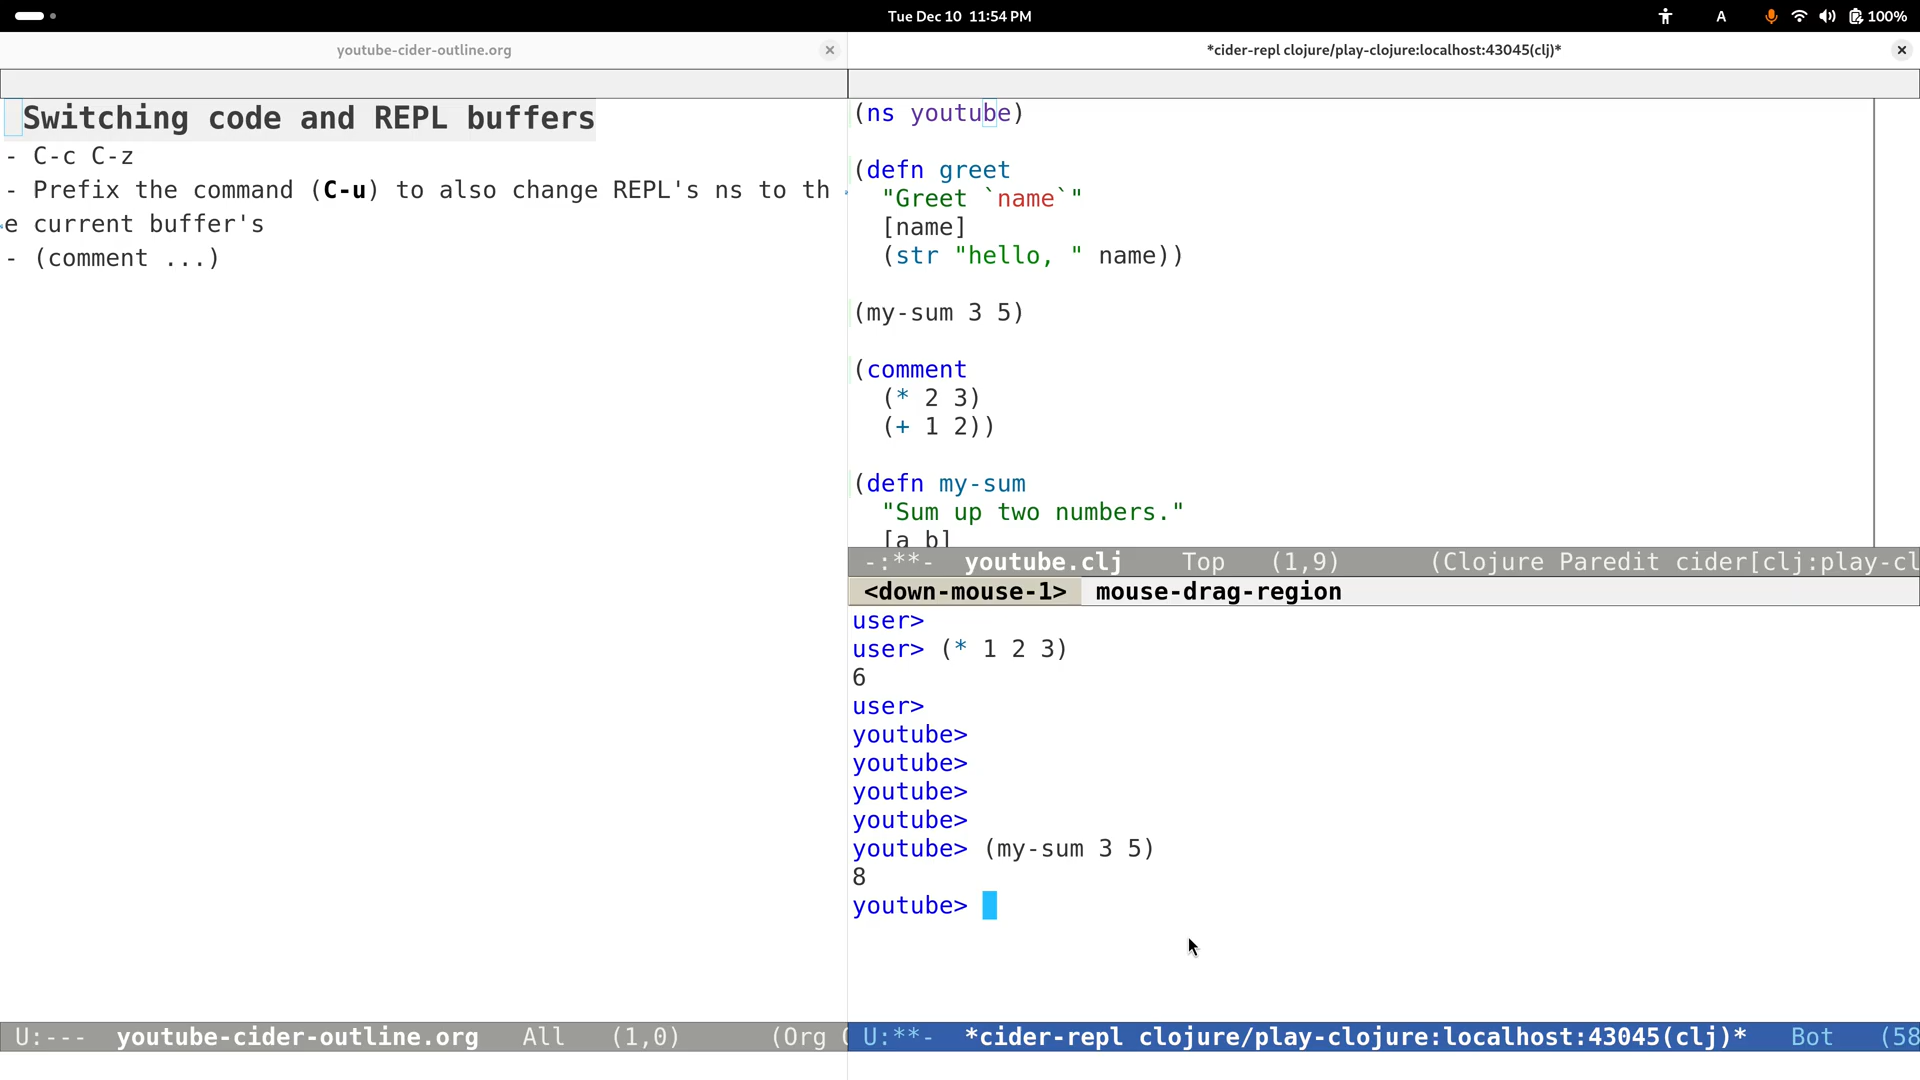 Tue Dec 10 11:54 PM
A
100%
youtube-cider-outline.org
*cider-repl clojure/play-clojure:localhost:43045(clj)*
Switching code and REPL buffers
- C-c C-z
- Prefix the command (C-u) to also change REPL's ns to th
e current buffer's
- (comment ...)
(ns youtube)
(defn greet
"Greet `name`"
[name]
(str "hello, " name))
(my-sum 3 5)
(comment
(* 2 3)
(+ 1 2))
(defn my-sum
"Sum up two numbers."
[a b]
-:**- youtube.clj Top (1,9) (Clojure Paredit cider[clj:play-cl
<down-mouse-1> mouse-drag-region
user>
user> (* 1 2 3)
6
user>
youtube>
youtube>
youtube>
youtube>
youtube> (my-sum 3 5)
8
youtube>
U:--- youtube-cider-outline.org All (1,0) (Org
U:**- *cider-repl clojure/play-clojure:localhost:43045(clj)* Bot (58